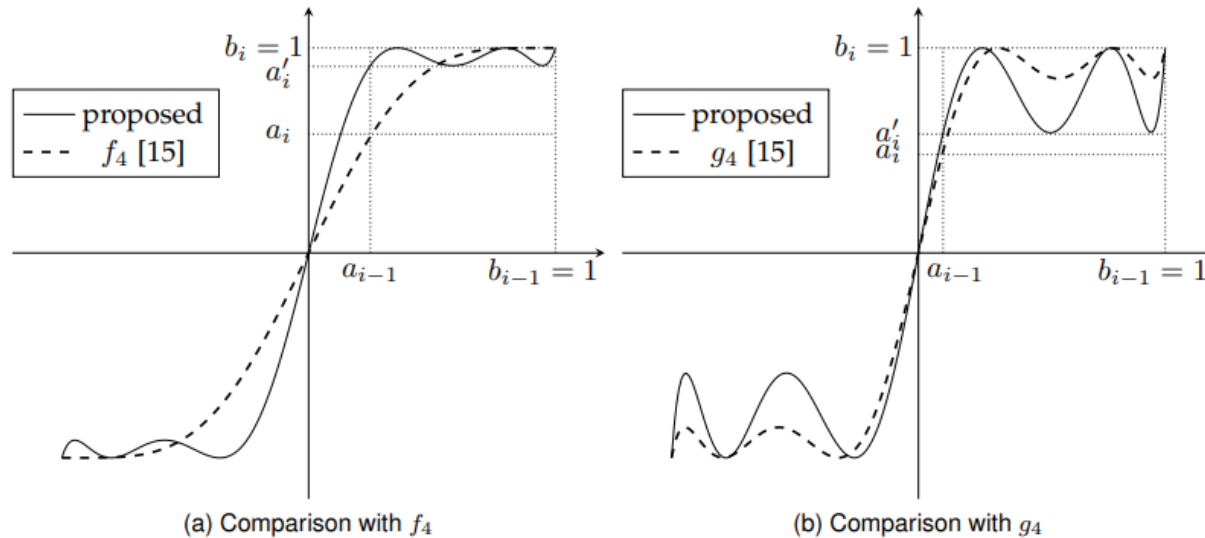 b_i = 1
a'_i
a_i
proposed
f_4 [15]
a_{i-1}
b_{i-1} = 1
(a) Comparison with f_4
b_i = 1
a'_i
a_i
proposed
g_4 [15]
a_{i-1}
b_{i-1} = 1
(b) Comparison with g_4